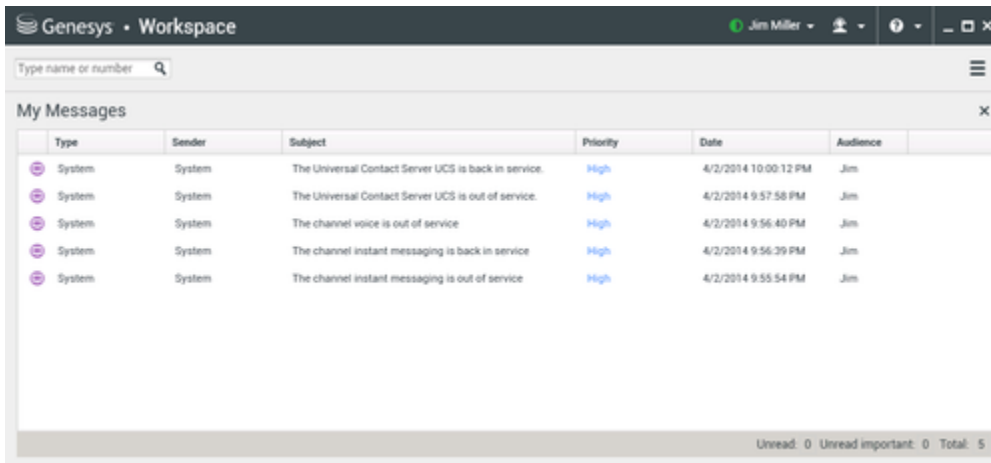 Genesys • Workspace Jim Miller
Type name or number
My Messages
Type Sender Subject Priority Date Audience
System System The Universal Contact Server UCS is back in service. High 4/2/2014 10:00:12 PM Jim
System System The Universal Contact Server UCS is out of service. High 4/2/2014 9:57:58 PM Jim
System System The channel voice is out of service High 4/2/2014 9:56:40 PM Jim
System System The channel instant messaging is back in service High 4/2/2014 9:56:39 PM Jim
System System The channel instant messaging is out of service High 4/2/2014 9:55:54 PM Jim
Unread: 0 Unread important: 0 Total: 5